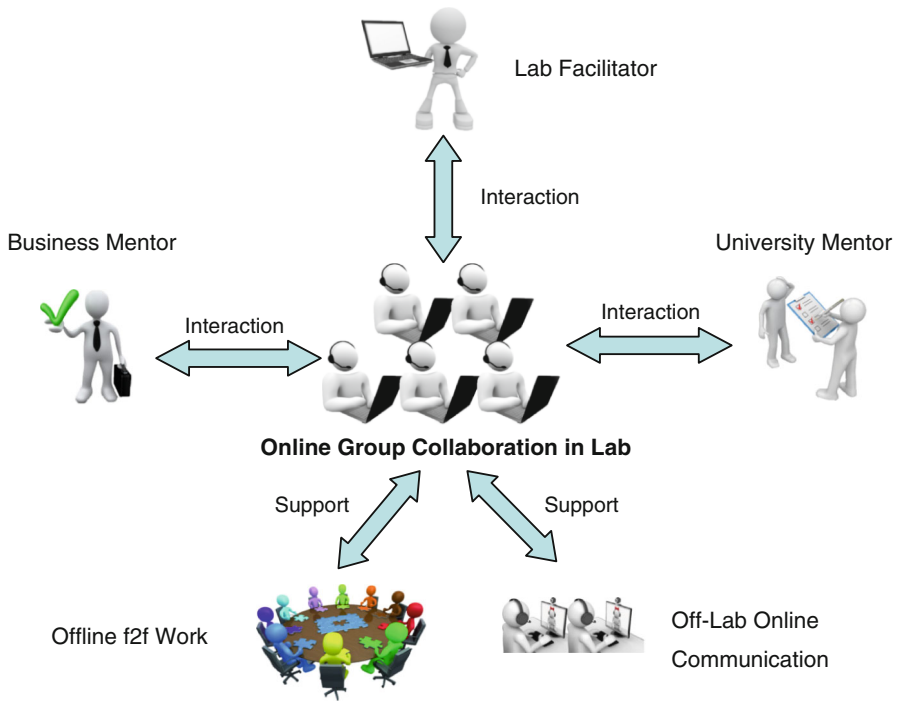 Lab Facilitator
Interaction
Business Mentor
University Mentor
Interaction
Interaction
Online Group Collaboration in Lab
Support
Support
Offline f2f Work
Off-Lab Online
Communication